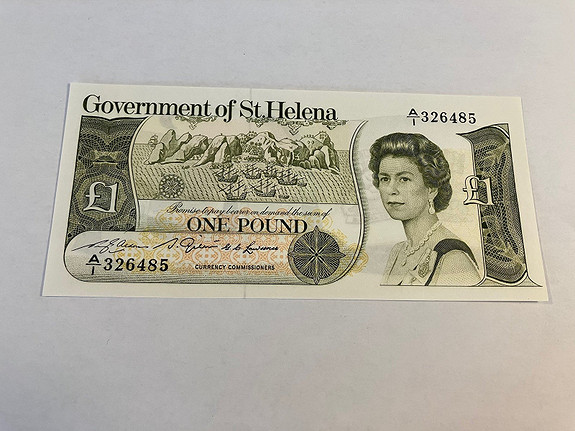 Government of St Helena
A/1 326485
£1
£1
Promise to pay bearer on demand the sum of
ONE POUND
A/1 326485
CURRENCY COMMISSIONERS